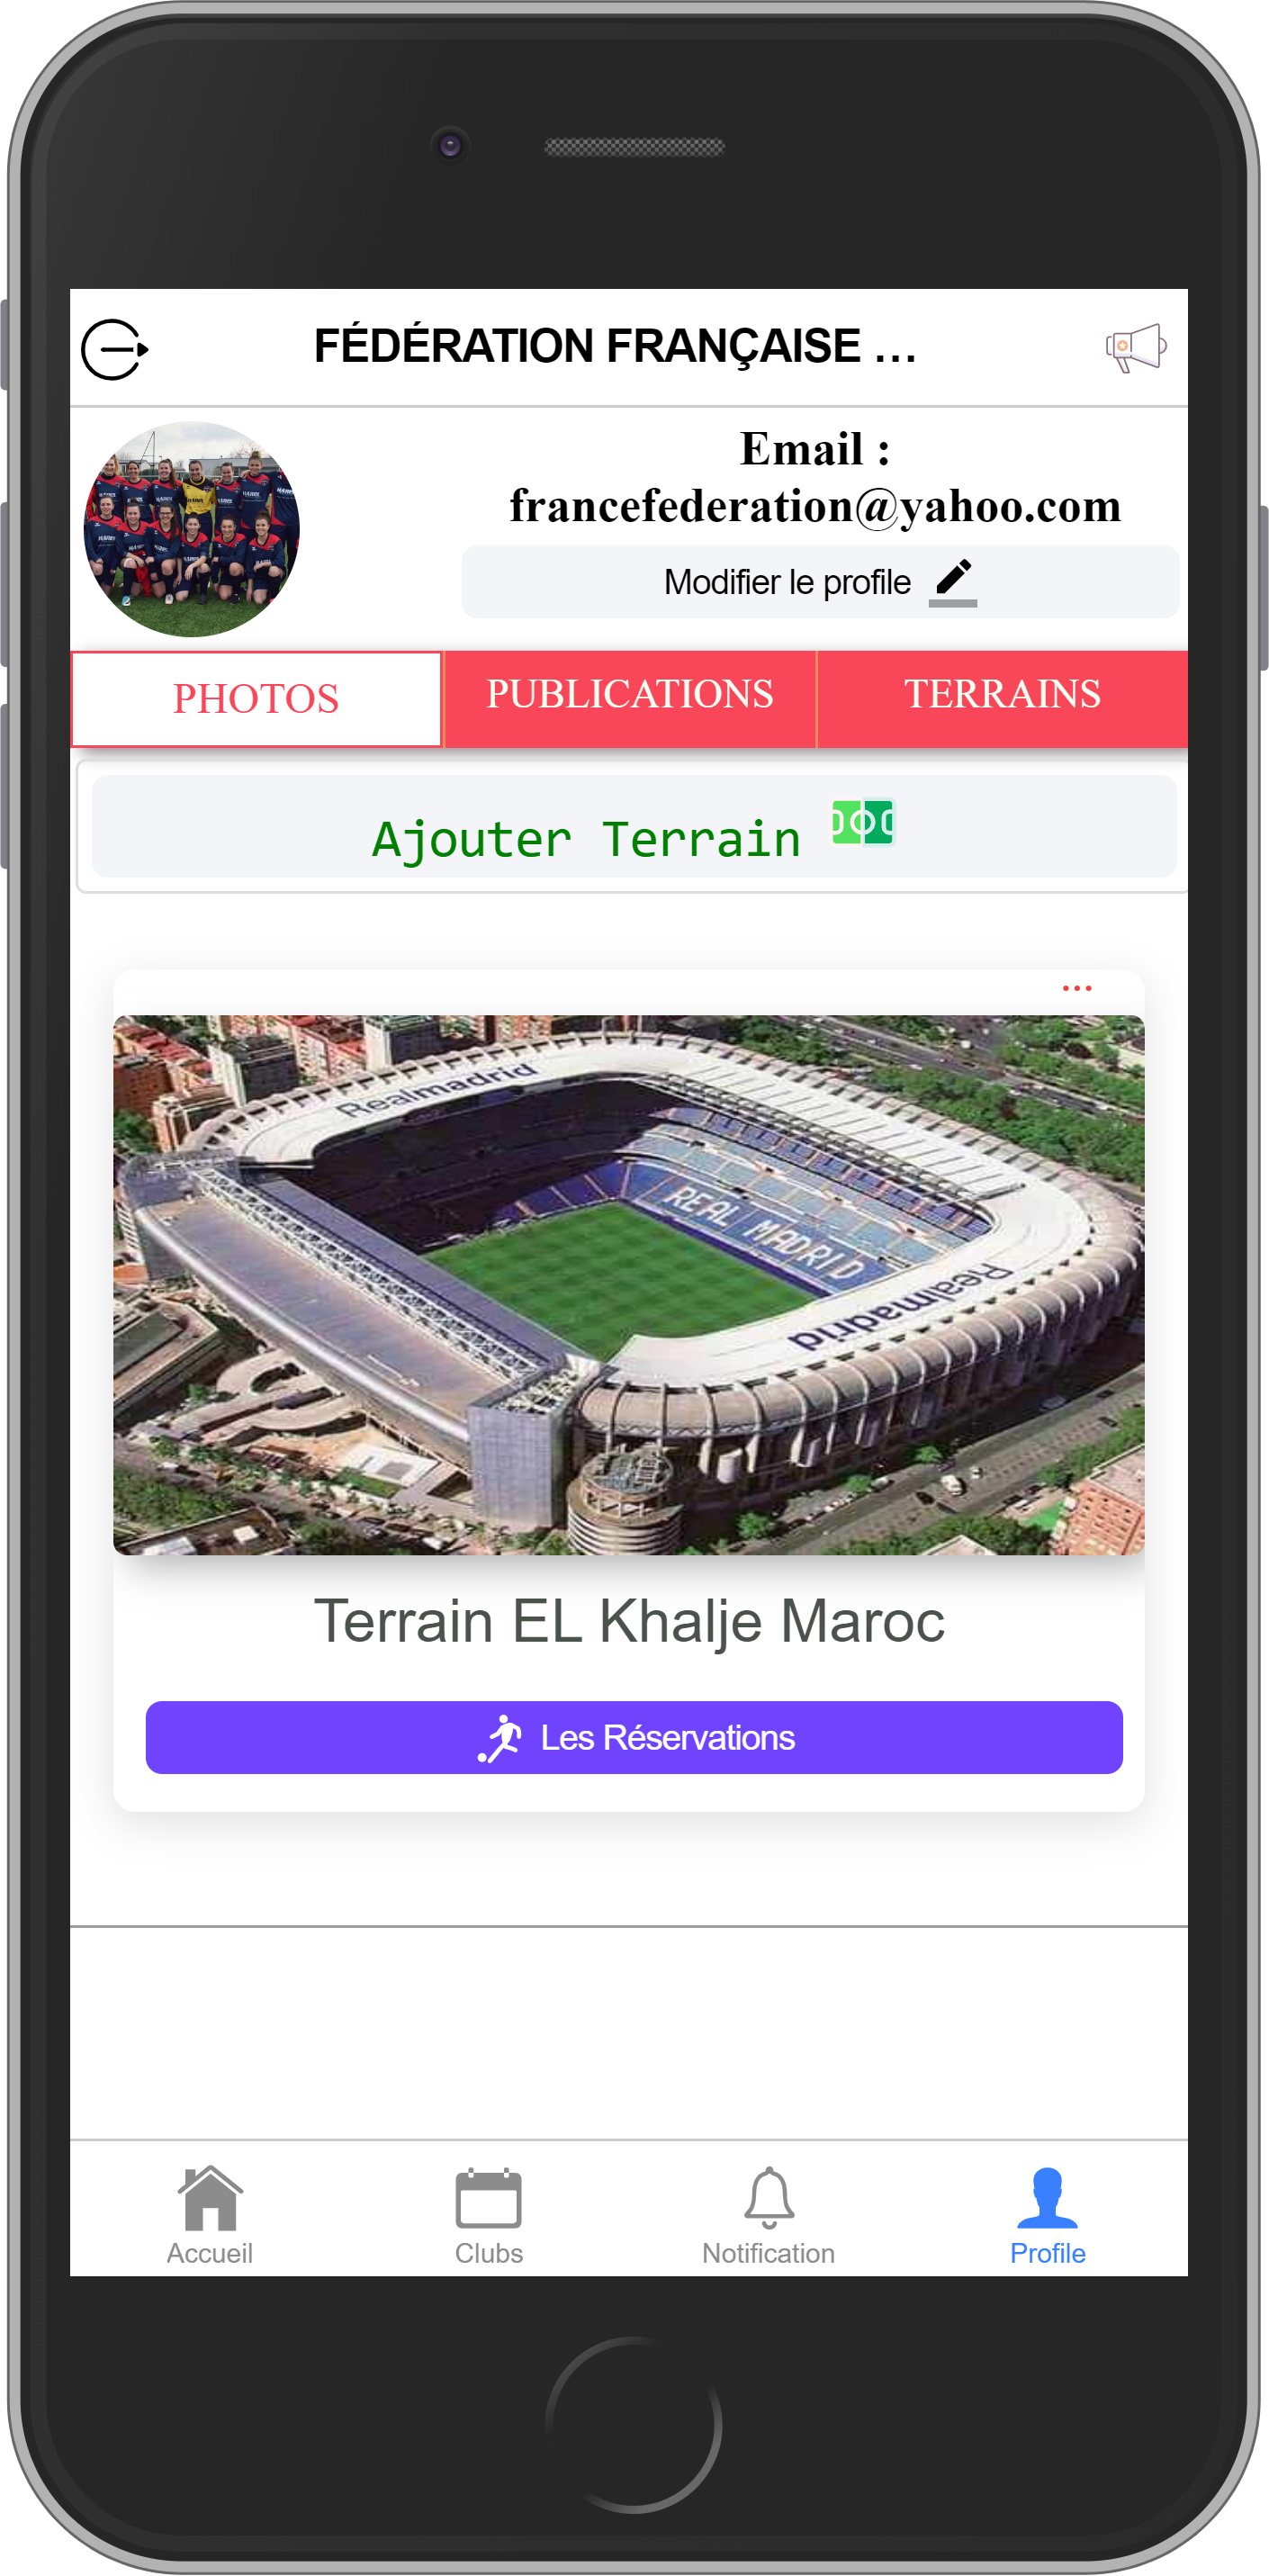 FÉDÉRATION FRANÇAISE ...
Email :
francefederation@yahoo.com
Modifier le profile
PHOTOS
PUBLICATIONS
TERRAINS
Ajouter Terrain
Realmadrid
REAL MADRID
Realmadrid
Terrain EL Khalje Maroc
Les Réservations
Accueil
Clubs
Notification
Profile